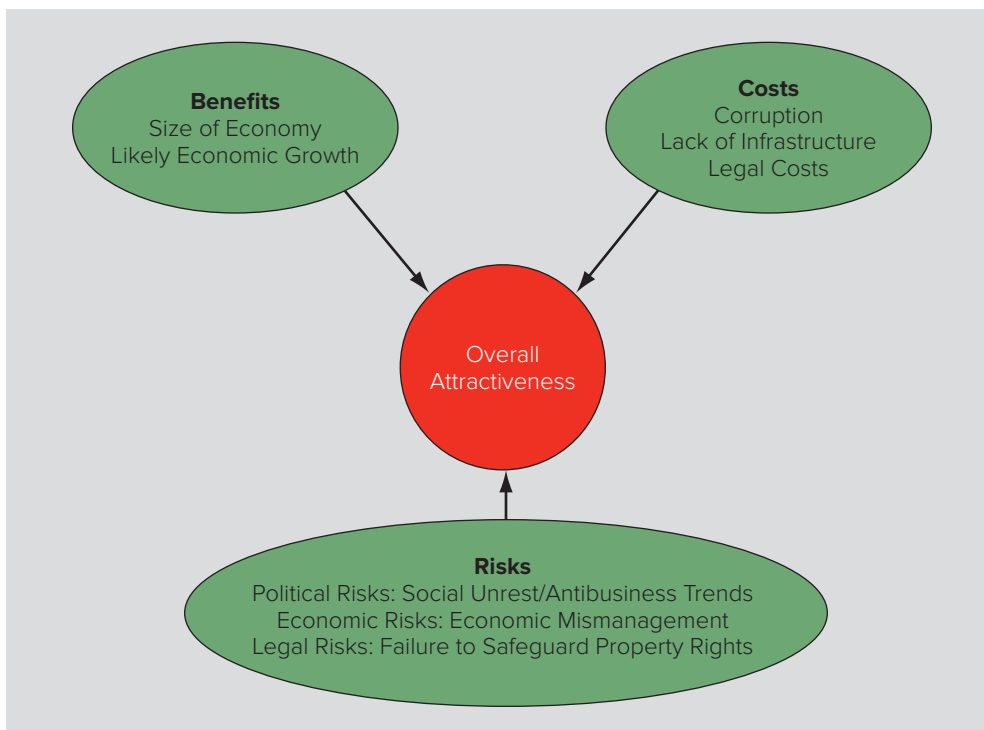 Benefits
Size of Economy
Likely Economic Growth
Costs
Corruption
Lack of Infrastructure
Legal Costs
Overall
Attractiveness
Risks
Political Risks: Social Unrest/Antibusiness Trends
Economic Risks: Economic Mismanagement
Legal Risks: Failure to Safeguard Property Rights